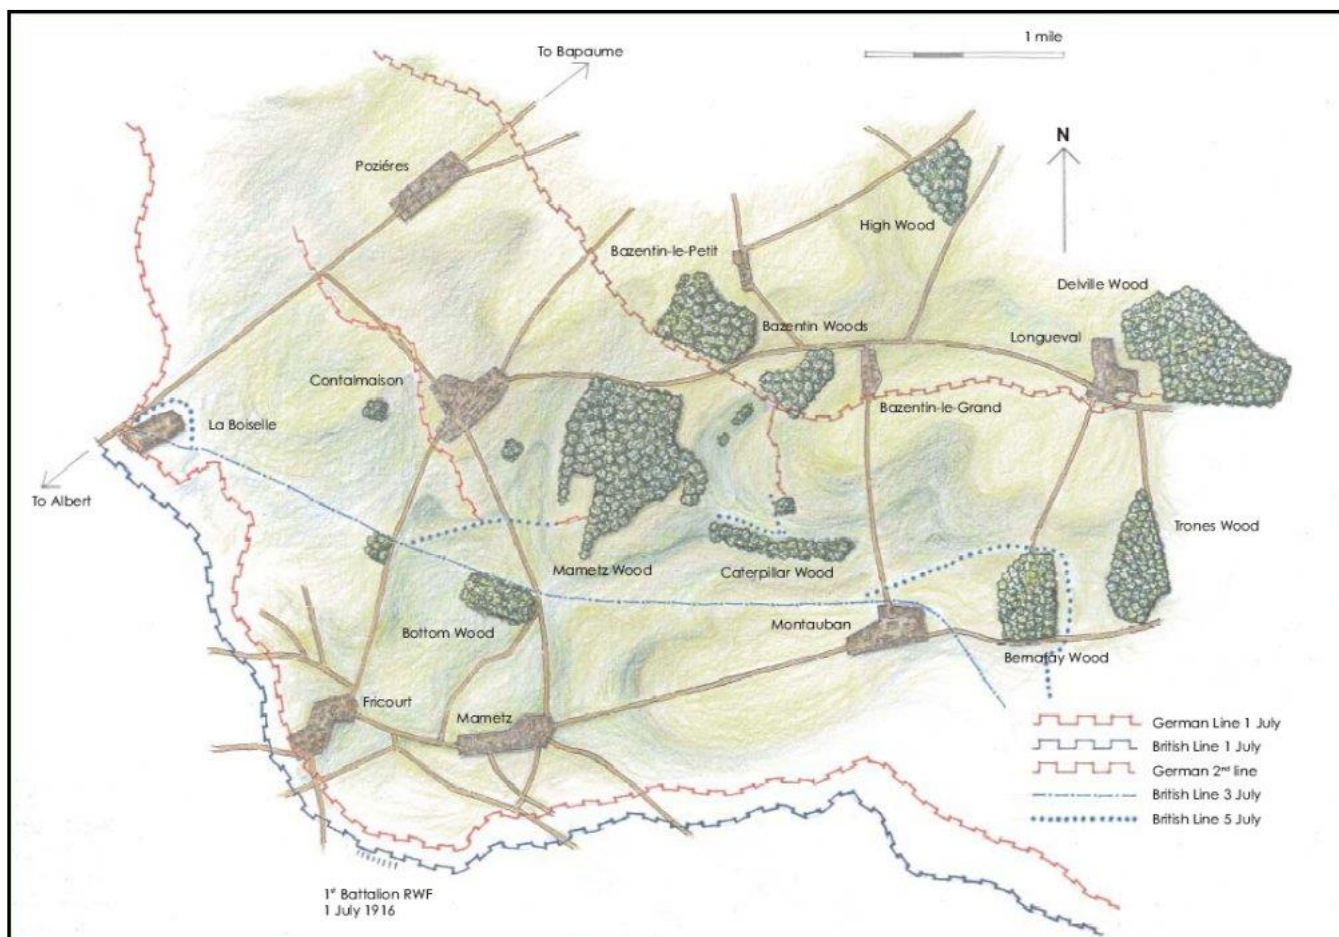 To Bapaume
1 mile
N
Poziéres
High Wood
Bazentin-le-Petit
Delville Wood
Bazentin Woods
Longueval
Contalmaison
Bazentin-le-Grand
La Boiselle
To Albert
Trones Wood
Mametz Wood
Caterpillar Wood
Bottom Wood
Montauban
Bernafay Wood
Fricourt
Mametz
German Line 1 July
British Line 1 July
German 2nd line
British Line 3 July
British Line 5 July
1st Battalion RWF
1 July 1916